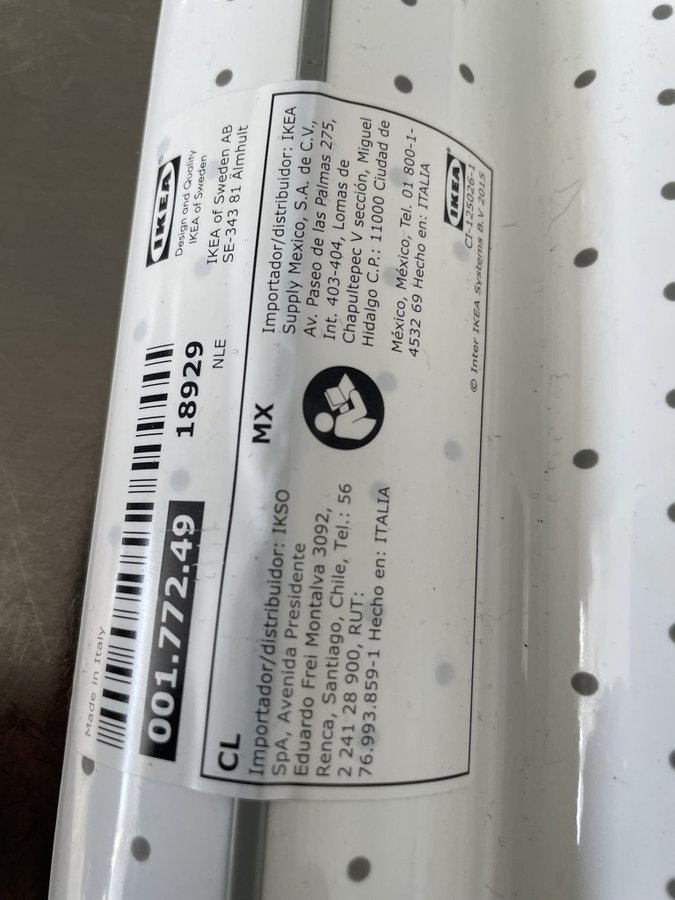 Made in Italy
001.772.49
18929
NLE
IKEA®
Design and Quality
IKEA of Sweden
IKEA of Sweden AB
SE-343 81 Älmhult
CL
Importador/distribuidor: IKSO
SpA, Avenida Presidente
Eduardo Frei Montalva 3092,
Renca, Santiago, Chile, Tel.: 56
2 241 28 900, RUT:
76.993.859-1 Hecho en: ITALIA
MX
Importador/distribuidor: IKEA
Supply Mexico, S.A. de C.V.,
Av. Paseo de las Palmas 275,
Int. 403-404, Lomas de
Chapultepec V sección, Miguel
Hidalgo C.P.: 11000 Ciudad de
México, México, Tel. 01 800-1-
4532 69 Hecho en: ITALIA
IKEA
CI-125026-1
© Inter IKEA Systems B.V 2015